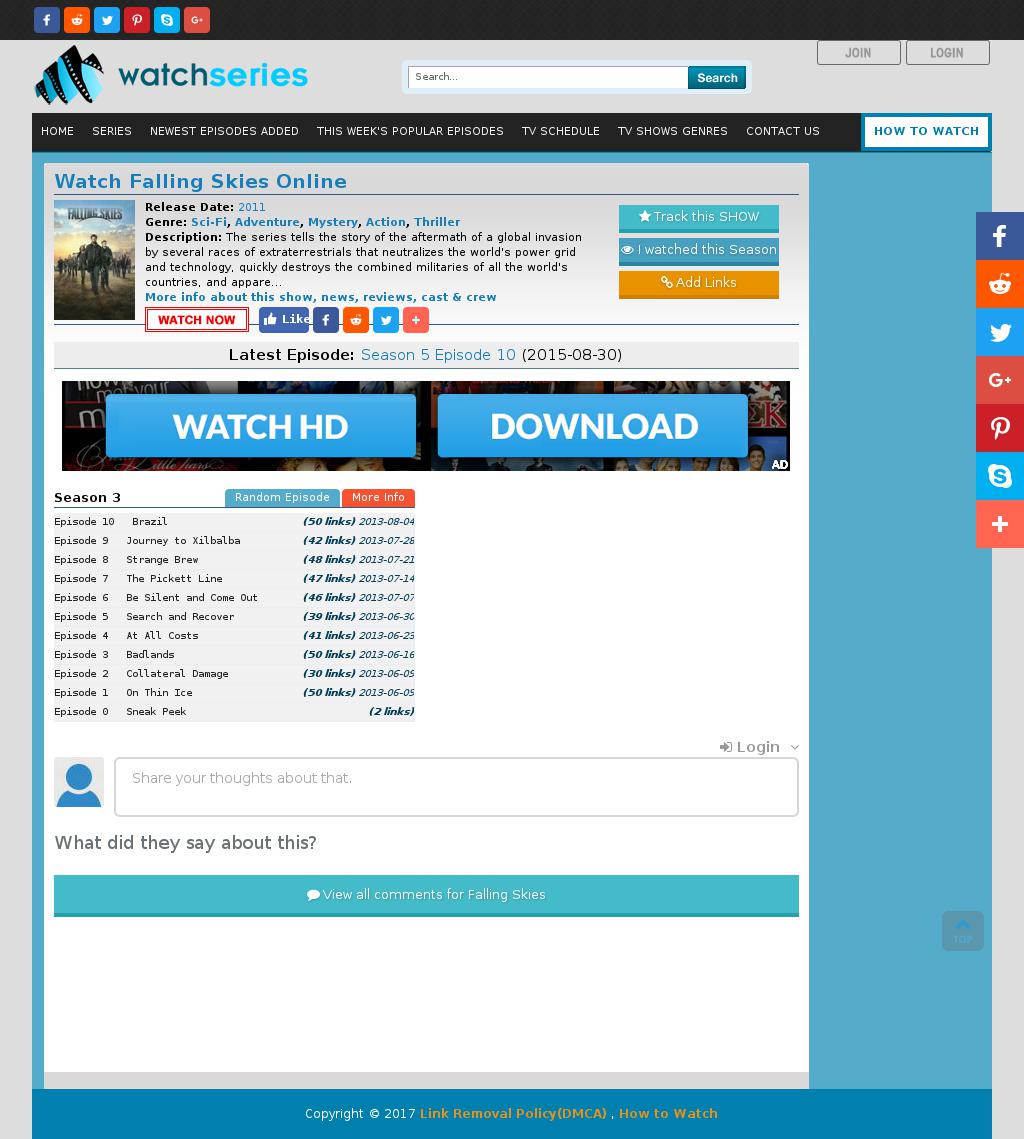 JOIN LOGIN
watchseries
Search... Search
HOME SERIES NEWEST EPISODES ADDED THIS WEEK'S POPULAR EPISODES TV SCHEDULE TV SHOWS GENRES CONTACT US HOW TO WATCH
Watch Falling Skies Online
FALLING SKIES
Release Date: 2011
Genre: Sci-Fi, Adventure, Mystery, Action, Thriller
Description: The series tells the story of the aftermath of a global invasion
by several races of extraterrestrials that neutralizes the world's power grid
and technology, quickly destroys the combined militaries of all the world's
countries, and appare...
More info about this show, news, reviews, cast & crew
WATCH NOW Like
Track this SHOW
I watched this Season
Add Links
Latest Episode: Season 5 Episode 10 (2015-08-30)
WATCH HD DOWNLOAD
AD
Season 3 Random Episode More Info
Episode 10 Brazil (50 links) 2013-08-04
Episode 9 Journey to Xilbalba (42 links) 2013-07-28
Episode 8 Strange Brew (48 links) 2013-07-21
Episode 7 The Pickett Line (47 links) 2013-07-14
Episode 6 Be Silent and Come Out (46 links) 2013-07-07
Episode 5 Search and Recover (39 links) 2013-06-30
Episode 4 At All Costs (41 links) 2013-06-23
Episode 3 Badlands (50 links) 2013-06-16
Episode 2 Collateral Damage (30 links) 2013-06-09
Episode 1 On Thin Ice (50 links) 2013-06-09
Episode 0 Sneak Peek (2 links)
Login
Share your thoughts about that.
What did they say about this?
View all comments for Falling Skies
TOP
Copyright © 2017 Link Removal Policy(DMCA) , How to Watch